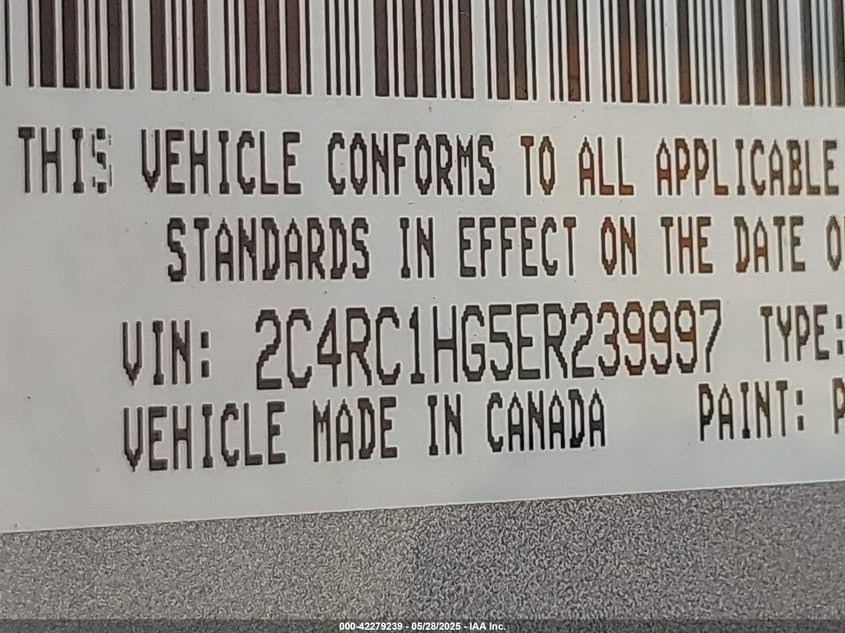 THIS VEHICLE CONFORMS TO ALL APPLICABLE
STANDARDS IN EFFECT ON THE DATE
VIN: 2C4RC1HG5ER239997 TYPE:
VEHICLE MADE IN CANADA PAINT: P
000-42279239 - 05/28/2025 - IAA Inc.